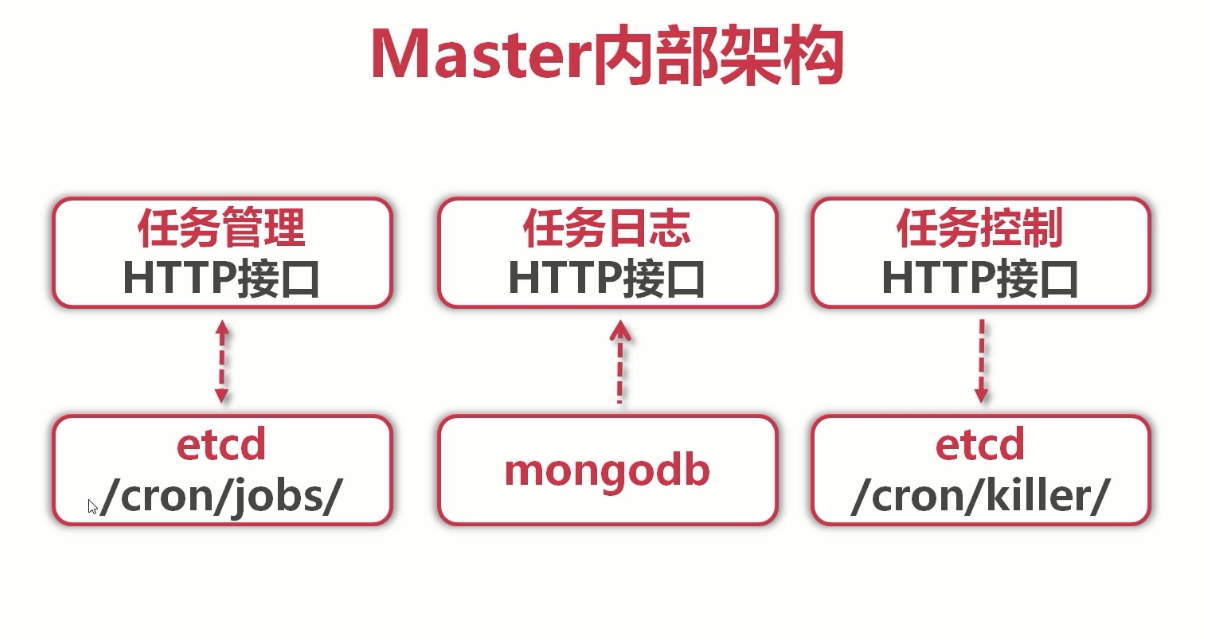 Master内部架构
任务管理
HTTP接口
任务日志
HTTP接口
任务控制
HTTP接口
etcd
/cron/jobs/
mongodb
etcd
/cron/killer/